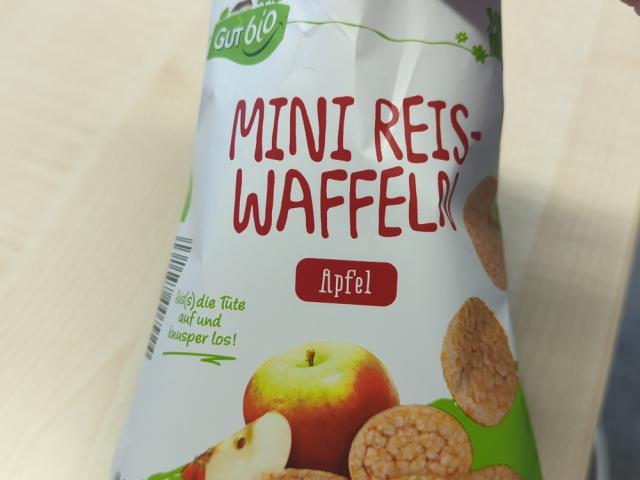 GUT bio
MINI REIS-
WAFFELN
Apfel
die Tüte
auf und
knusper los!